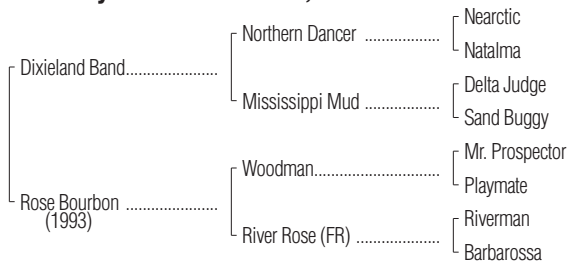 Nearctic
Northern Dancer ..................
Natalma
Dixieland Band......................
Delta Judge
Mississippi Mud ...................
Sand Buggy
Mr. Prospector
Woodman..............................
Playmate
Rose Bourbon ......................
(1993)
Riverman
River Rose (FR) ....................
Barbarossa